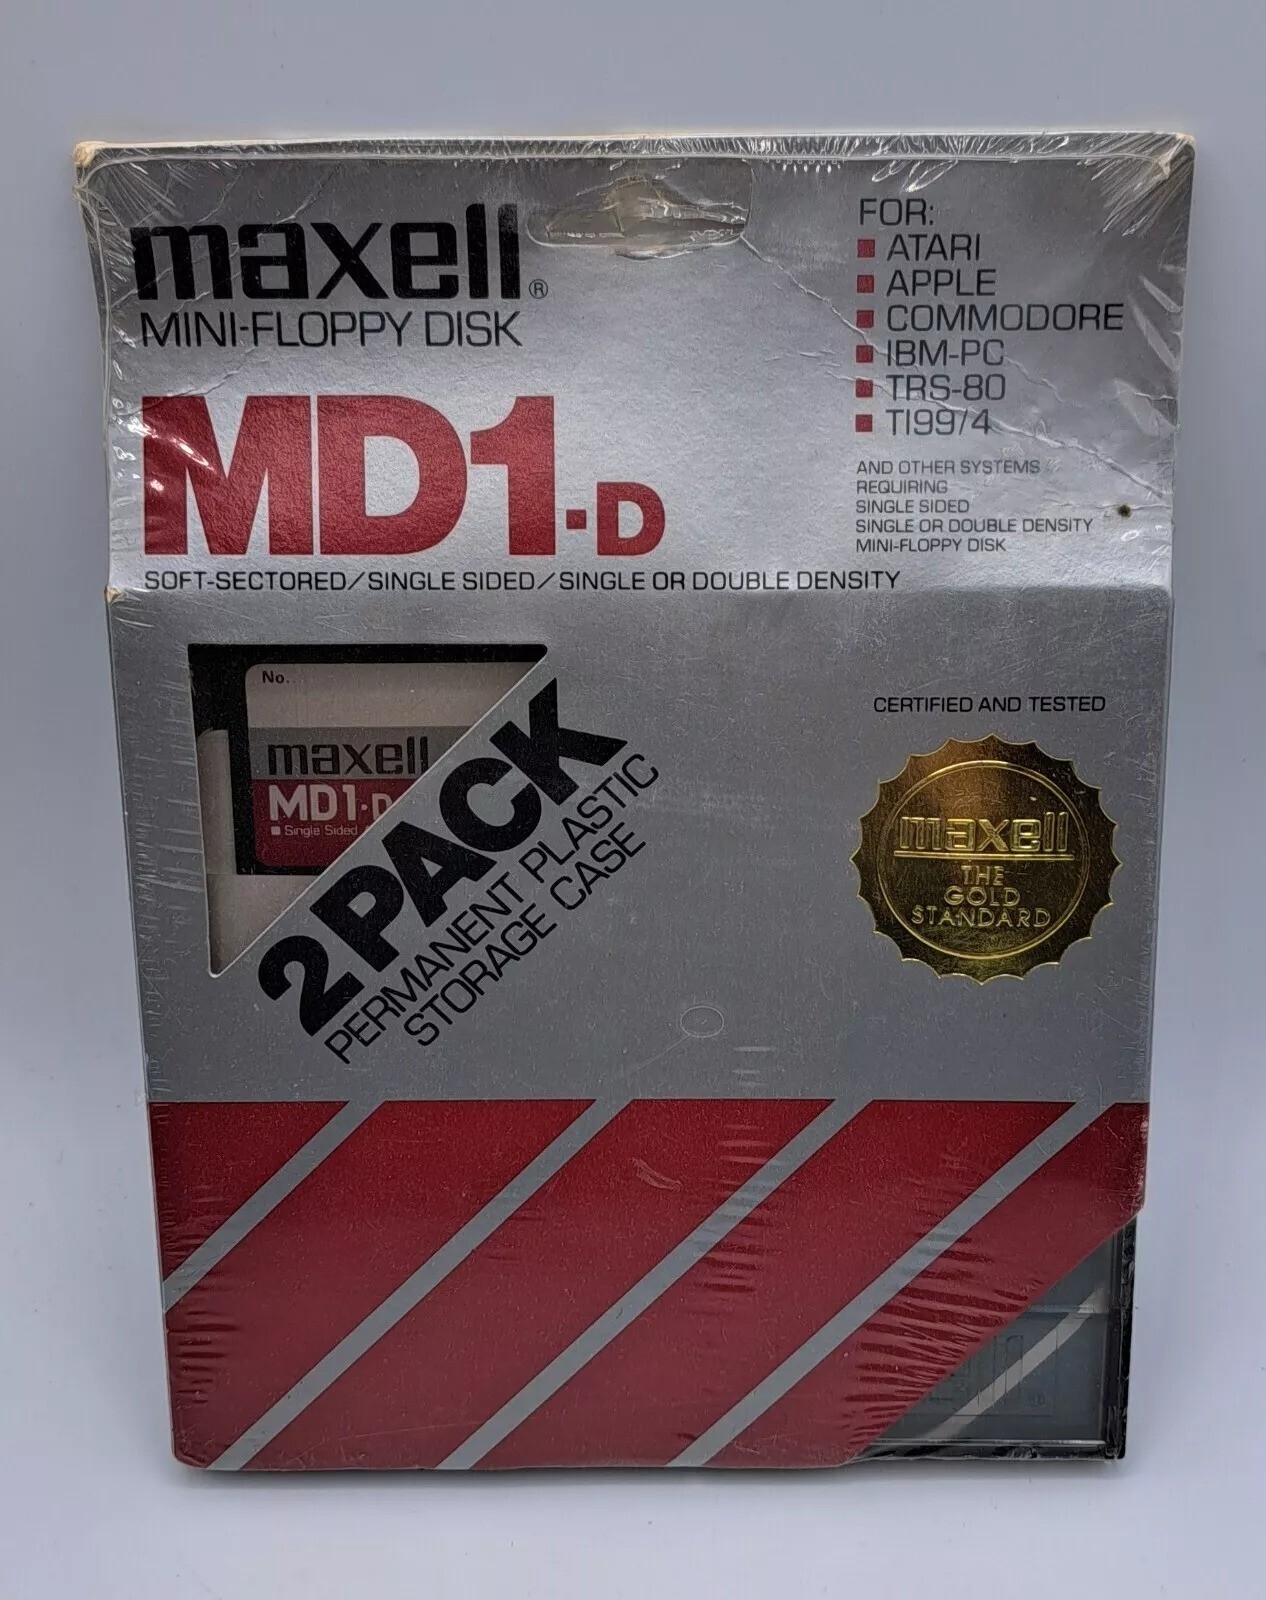 maxell®
MINI-FLOPPY DISK
FOR:
ATARI
APPLE
COMMODORE
IBM-PC
TRS-80
TI99/4
AND OTHER SYSTEMS
REQUIRING
SINGLE SIDED
SINGLE OR DOUBLE DENSITY
MINI-FLOPPY DISK
MD1-D
SOFT-SECTORED/SINGLE SIDED/SINGLE OR DOUBLE DENSITY
No.
maxell
MD1-D
Single Sided
2 PACK
PERMANENT PLASTIC
STORAGE CASE
CERTIFIED AND TESTED
maxell
THE
GOLD
STANDARD